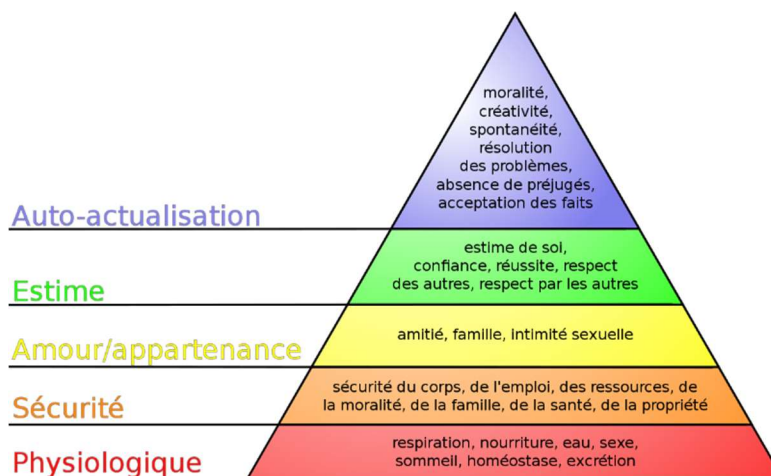 moralité,
créativité,
spontanéité,
résolution
des problèmes,
absence de préjugés,
acceptation des faits
Auto-actualisation
estime de soi,
confiance, réussite, respect
des autres, respect par les autres
Estime
amitié, famille, intimité sexuelle
Amour/appartenance
sécurité du corps, de l'emploi, des ressources, de
la moralité, de la famille, de la santé, de la propriété
Sécurité
respiration, nourriture, eau, sexe,
sommeil, homéostase, excrétion
Physiologique